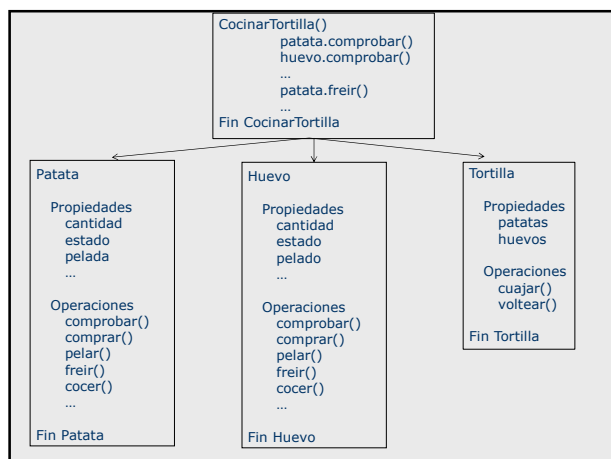 CocinarTortilla()
patata.comprobar()
huevo.comprobar()
...
patata.freir()
...
Fin CocinarTortilla
Patata
Propiedades
cantidad
estado
pelada
...
Operaciones
comprobar()
comprar()
pelar()
freir()
cocer()
...
Fin Patata
Huevo
Propiedades
cantidad
estado
pelado
...
Operaciones
comprobar()
comprar()
pelar()
freir()
cocer()
...
Fin Huevo
Tortilla
Propiedades
patatas
huevos
Operaciones
cuajar()
voltear()
Fin Tortilla